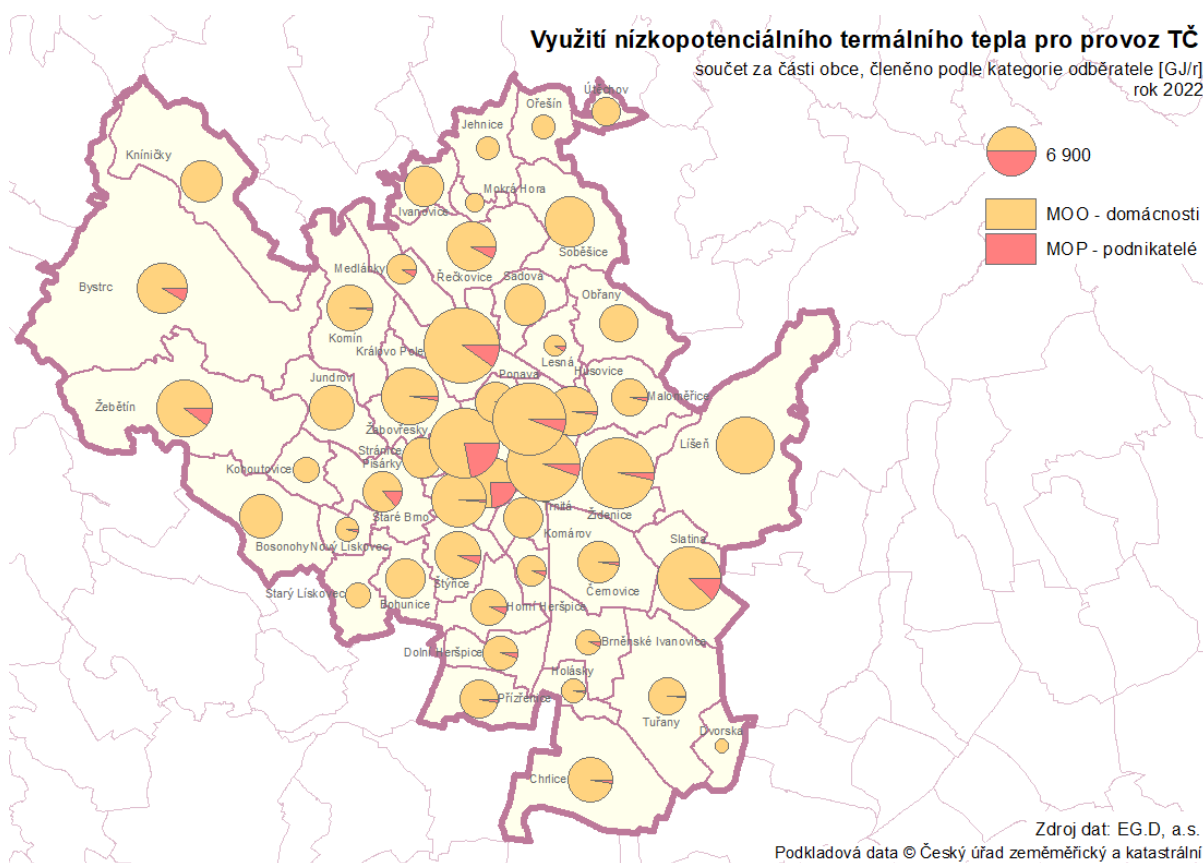 Využití nízkopotenciálního termálního tepla pro provoz TČ
součet za části obce, členěno podle kategorie odběratele [GJ/r]
rok 2022
6 900
MOO - domácnosti
MOP - podnikatelé
Útěchov
Ořešín
Jehnice
Kníničky
Mokrá Hora
Ivanovice
Soběšice
Řečkovice
Medlánky
Sadová
Bystrc
Obřany
Komín
Královo Pole
Lesná
Husovice
Jundrov
Ponava
Maloměřice
Žebětín
Žabovřesky
Líšeň
Stránice
Pisárky
Kohoutovice
Trnitá
Židenice
Staré Brno
Komárov
Slatina
Bosonohy
Nový Lískovec
Štýřice
Černovice
Starý Lískovec
Bohunice
Horní Heršpice
Brněnské Ivanovice
Dolní Heršpice
Holásky
Přízřenice
Tuřany
Dvorska
Chrlice
Zdroj dat: EG.D, a.s.
Podkladová data © Český úřad zeměměřický a katastrální